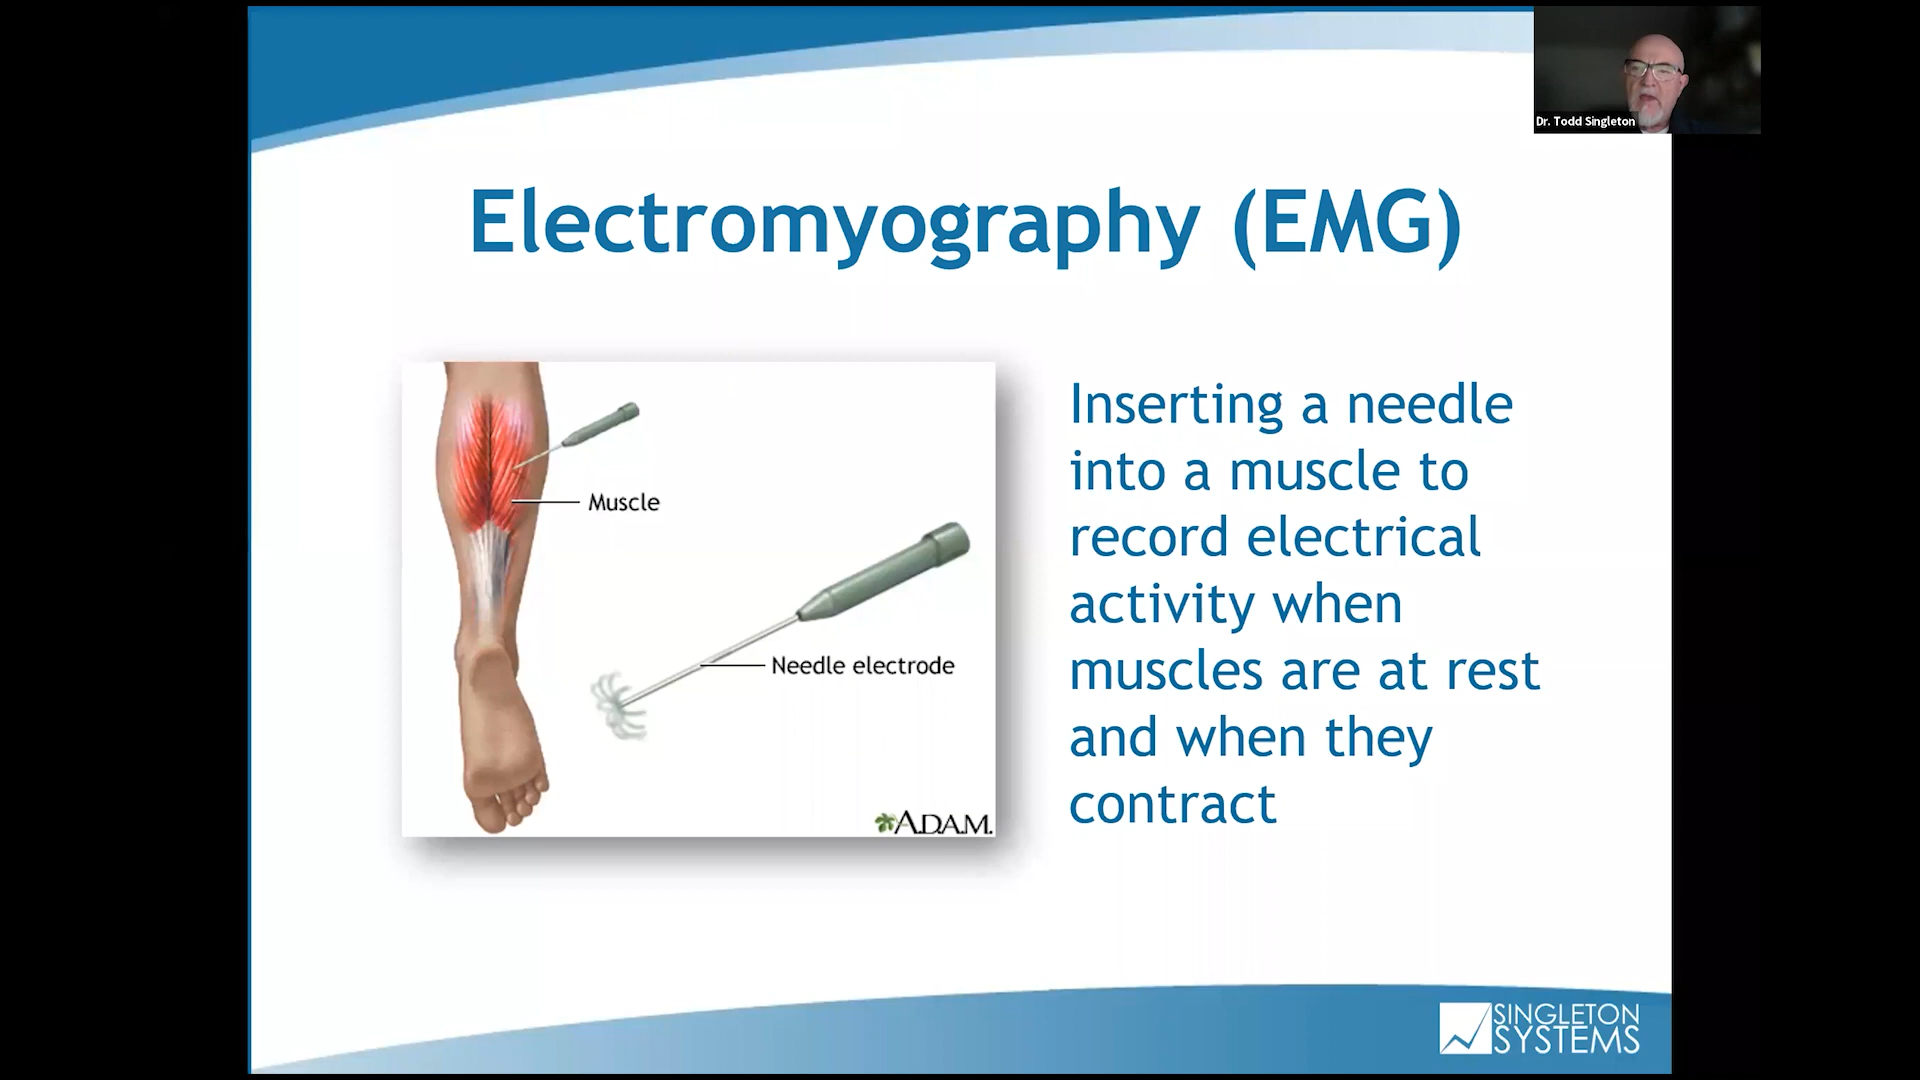 Dr. Todd Singleton
Electromyography (EMG)
Muscle
Needle electrode
A.D.A.M.
Inserting a needle
into a muscle to
record electrical
activity when
muscles are at rest
and when they
contract
SINGLETON
SYSTEMS